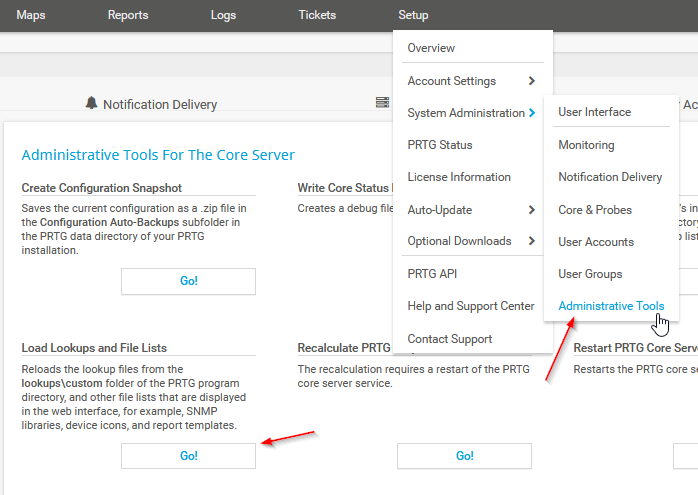 Maps
Reports
Logs
Tickets
Setup
Overview
Account Settings
System Administration
PRTG Status
License Information
Auto-Update
Optional Downloads
PRTG API
Help and Support Center
Contact Support
User Interface
Monitoring
Notification Delivery
Core & Probes
User Accounts
User Groups
Administrative Tools
Notification Delivery
Administrative Tools For The Core Server
Create Configuration Snapshot
Saves the current configuration as a .zip file in
the Configuration Auto-Backups subfolder in
the PRTG data directory of your PRTG
installation.
Go!
Write Core Status
Creates a debug file
Load Lookups and File Lists
Reloads the lookup files from the
lookups\custom folder of the PRTG program
directory, and other file lists that are displayed
in the web interface, for example, SNMP
libraries, device icons, and report templates.
Go!
Recalculate PRTG
The recalculation requires a restart of the PRTG
core server service.
Go!
Restart PRTG Core Serv
Restarts the PRTG core se